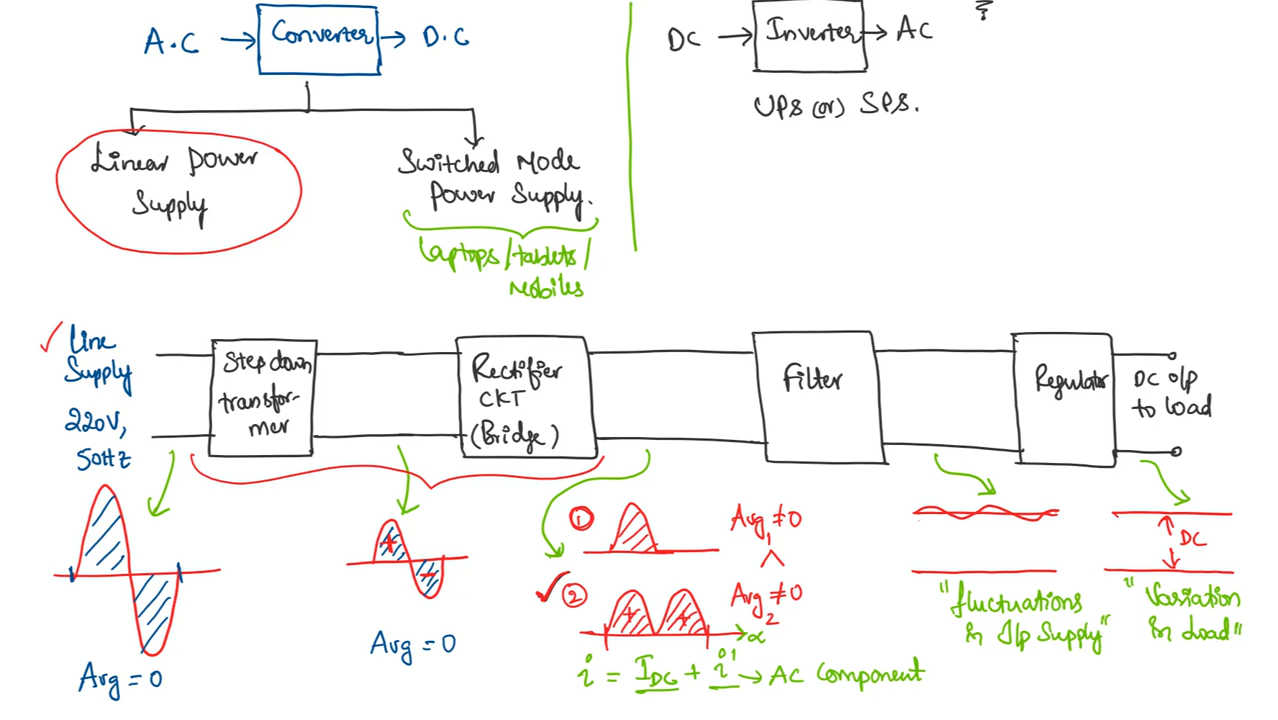 A.C → Converter → D.C
Linear Power
Supply
Switched Mode
Power Supply.
Laptops/tablets/
Mobiles
DC → Inverter → AC
UPS (or) SPS.
Line
Supply
220V,
50Hz
Step down
transfor-
mer
Rectifier
CKT
(Bridge)
Filter
Regulator
DC o/p
to load
Avg = 0
+
−
Avg = 0
1
Avg1 ≠ 0
^
2
+ +
Avg2 ≠ 0
α
i = IDC + i' → AC Component
"fluctuations
in I/p Supply"
DC
"Variation
in Load"